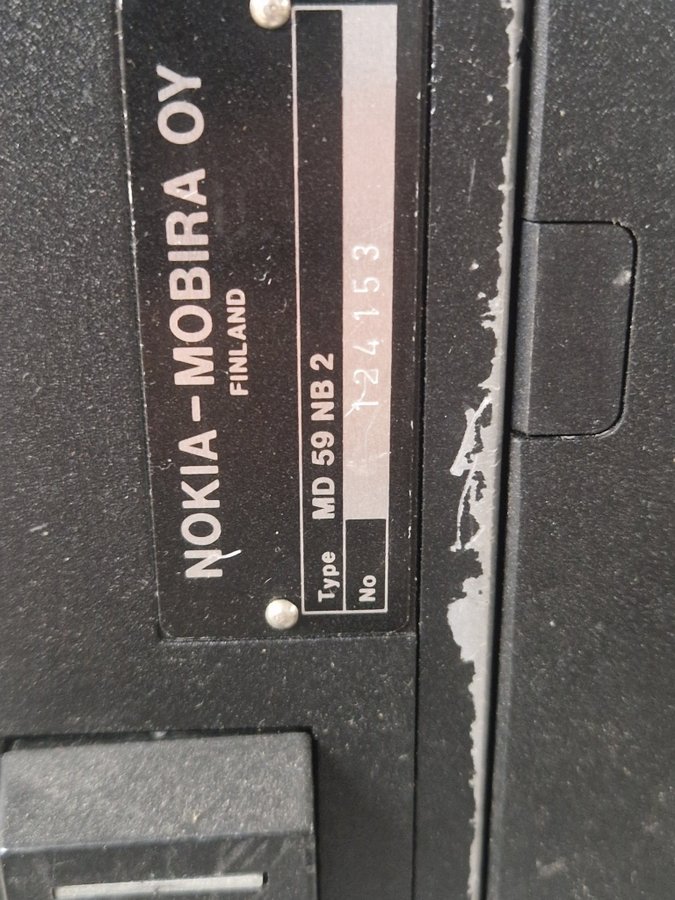 NOKIA-MOBIRA OY
FINLAND
Type MD 59 NB 2
No 124153